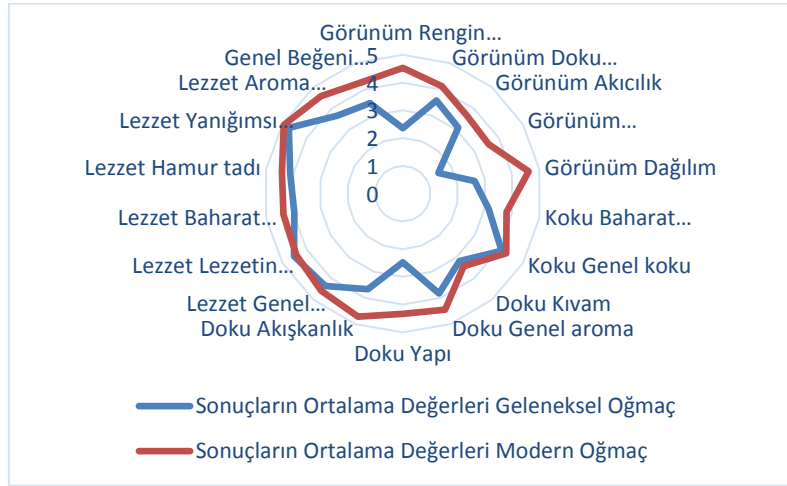 Görünüm Rengin...
Görünüm Doku...
Görünüm Akıcılık
Görünüm...
Görünüm Dağılım
Koku Baharat...
Koku Genel koku
Doku Kıvam
Doku Genel aroma
Doku Yapı
Doku Akışkanlık
Lezzet Genel...
Lezzet Lezzetin...
Lezzet Baharat...
Lezzet Hamur tadı
Lezzet Yanığımsı...
Lezzet Aroma...
Genel Beğeni...
5
4
3
2
1
0
Sonuçların Ortalama Değerleri Geleneksel Oğmaç
Sonuçların Ortalama Değerleri Modern Oğmaç